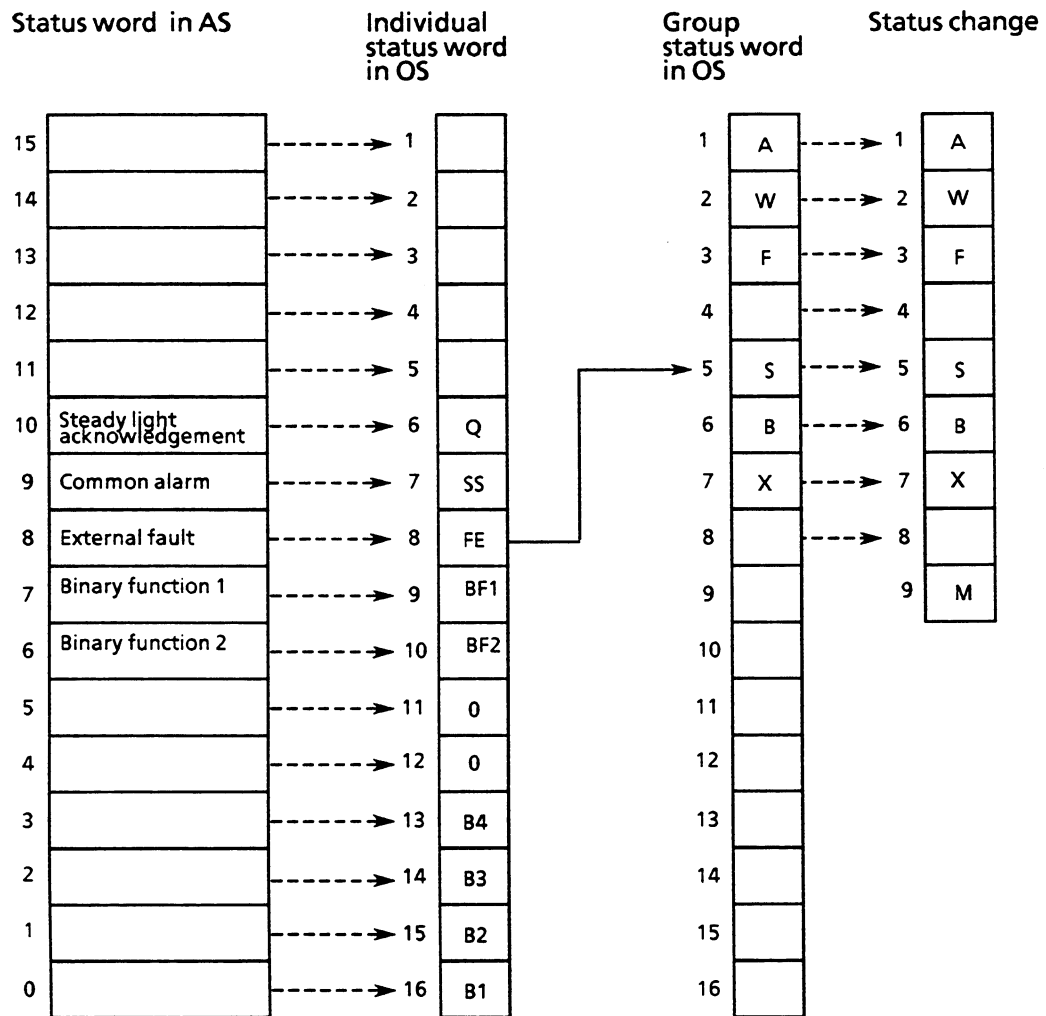 Status word in AS
Individual
status word
in OS
Group
status word
in OS
Status change
15 1 1 A 1 A
14 2 2 W 2 W
13 3 3 F 3 F
12 4 4 4
11 5 5 S 5 S
10 Steady light
acknowledgement 6 Q 6 B 6 B
9 Common alarm 7 SS 7 X 7 X
8 External fault 8 FE 8 8
7 Binary function 1 9 BF1 9 9 M
6 Binary function 2 10 BF2 10
5 11 0 11
4 12 0 12
3 13 B4 13
2 14 B3 14
1 15 B2 15
0 16 B1 16